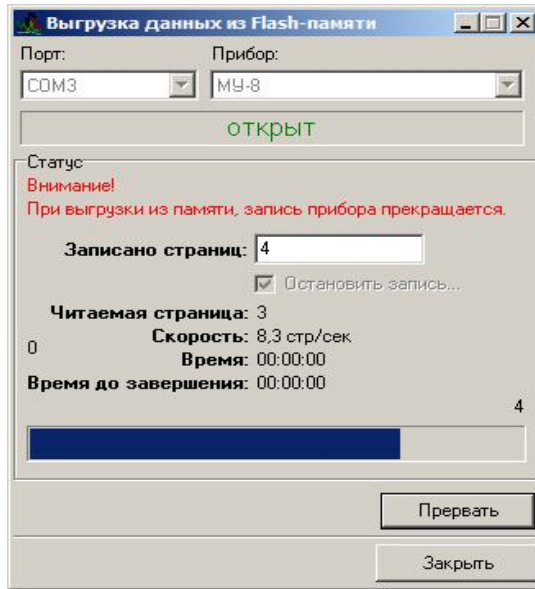 Выгрузка данных из Flash-памяти
Порт: Прибор:
COM3 МУ-8
открыт
Статус
Внимание!
При выгрузки из памяти, запись прибора прекращается.
Записано страниц: 4
Остановить запись...
Читаемая страница: 3
Скорость: 8,3 стр/сек
0
Время: 00:00:00
Время до завершения: 00:00:00
4
Прервать
Закрыть